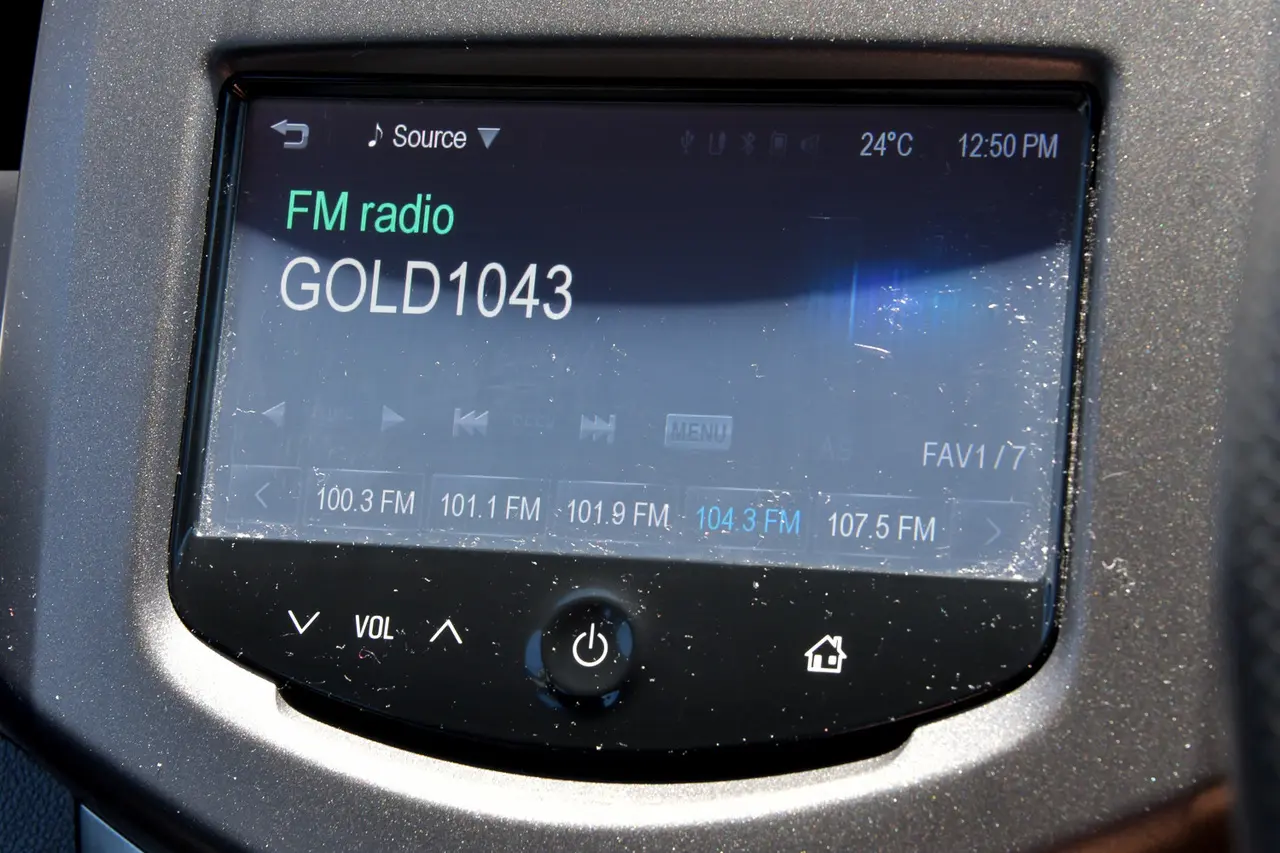 Source 24°C 12:50 PM
FM radio
GOLD1043
MENU
FAV1/7
100.3 FM 101.1 FM 101.9 FM 104.3 FM 107.5 FM
VOL